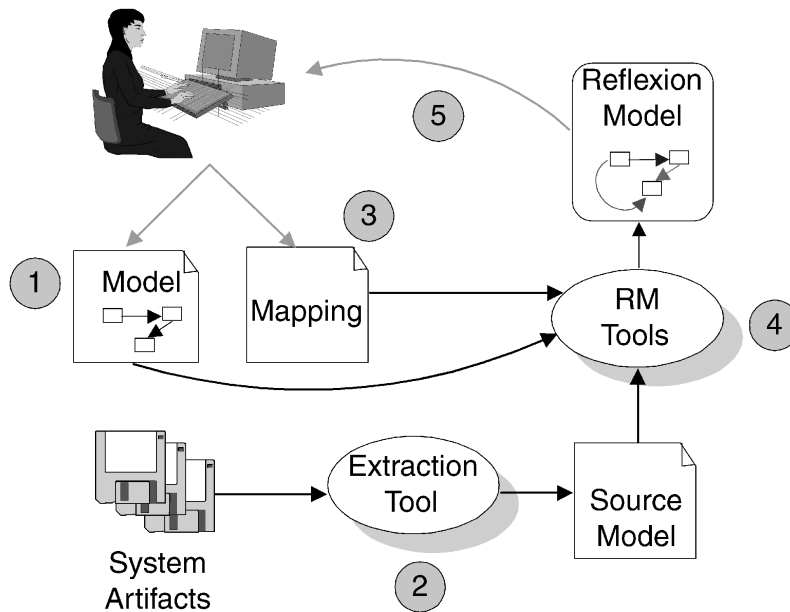 Reflexion
Model
5
3
1
Model
Mapping
RM
Tools
4
Extraction
Tool
Source
Model
System
Artifacts
2